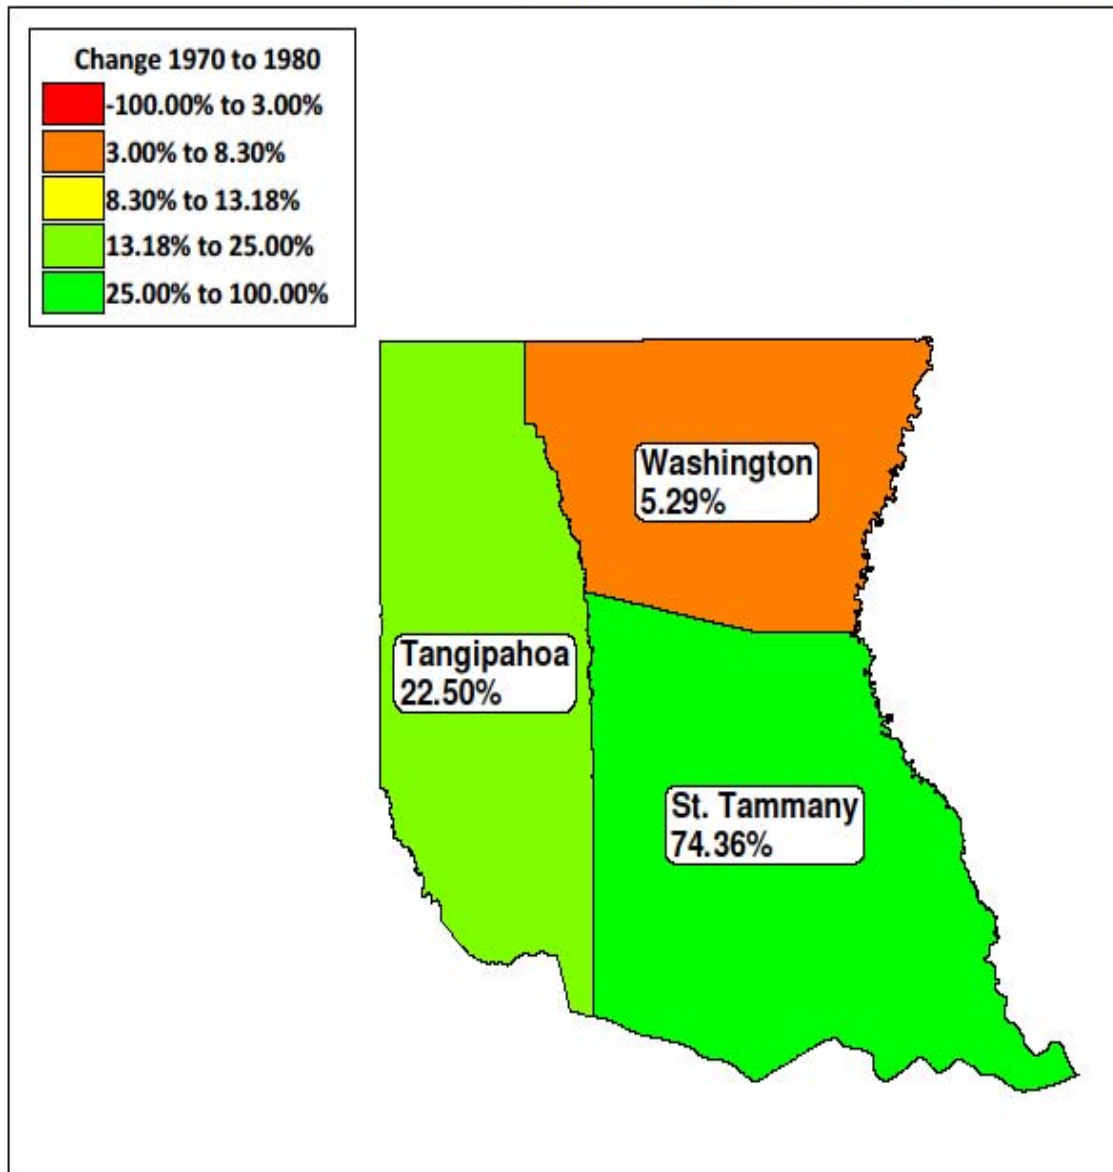 Change 1970 to 1980
-100.00% to 3.00%
3.00% to 8.30%
8.30% to 13.18%
13.18% to 25.00%
25.00% to 100.00%
Washington
5.29%
Tangipahoa
22.50%
St. Tammany
74.36%